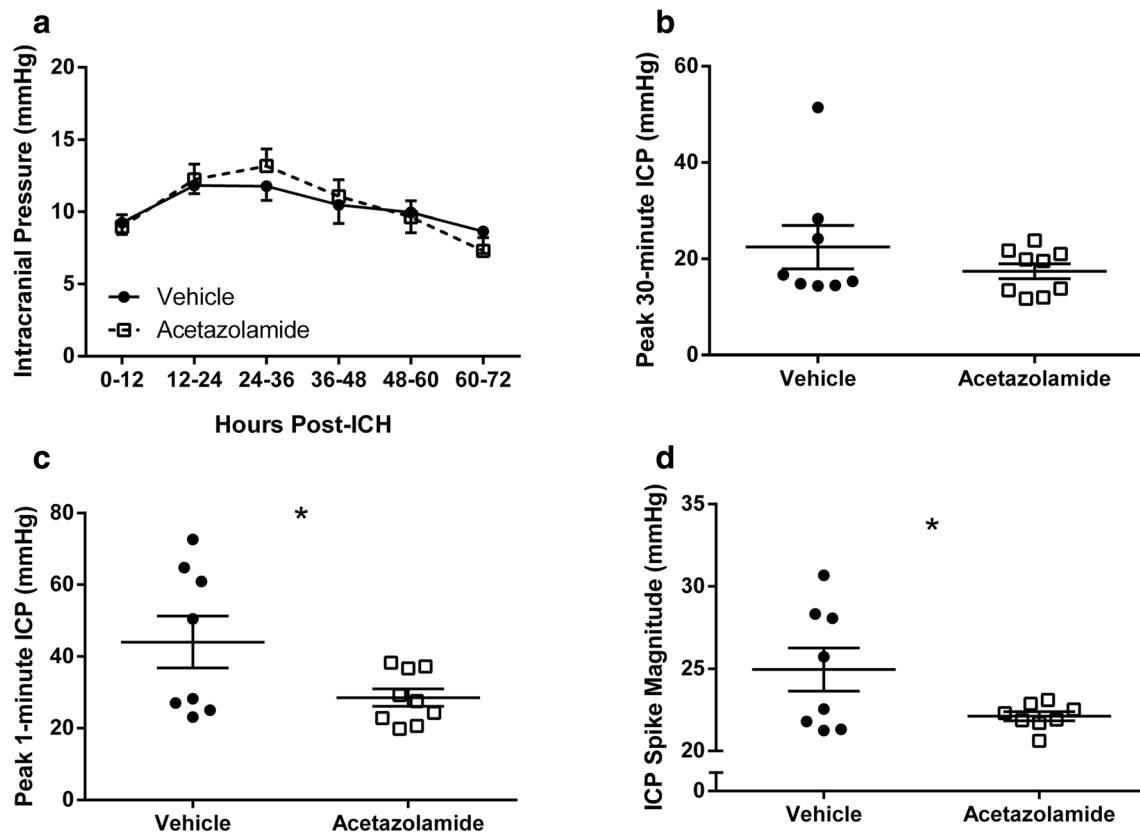 a
Intracranial Pressure (mmHg)
20
15
10
5
0
Vehicle
Acetazolamide
0-12 12-24 24-36 36-48 48-60 60-72
Hours Post-ICH
b
Peak 30-minute ICP (mmHg)
60
40
20
0
Vehicle Acetazolamide
c
Peak 1-minute ICP (mmHg)
80
60
40
20
0
*
Vehicle Acetazolamide
d
ICP Spike Magnitude (mmHg)
35
30
25
20
0
*
Vehicle Acetazolamide